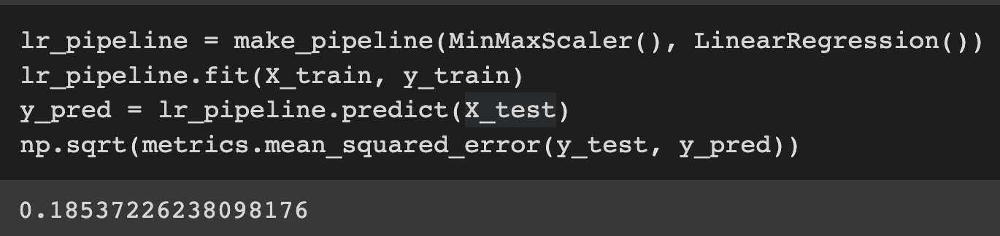 lr_pipeline = make_pipeline(MinMaxScaler(), LinearRegression())
lr_pipeline.fit(X_train, y_train)
y_pred = lr_pipeline.predict(X_test)
np.sqrt(metrics.mean_squared_error(y_test, y_pred))
0.18537226238098176